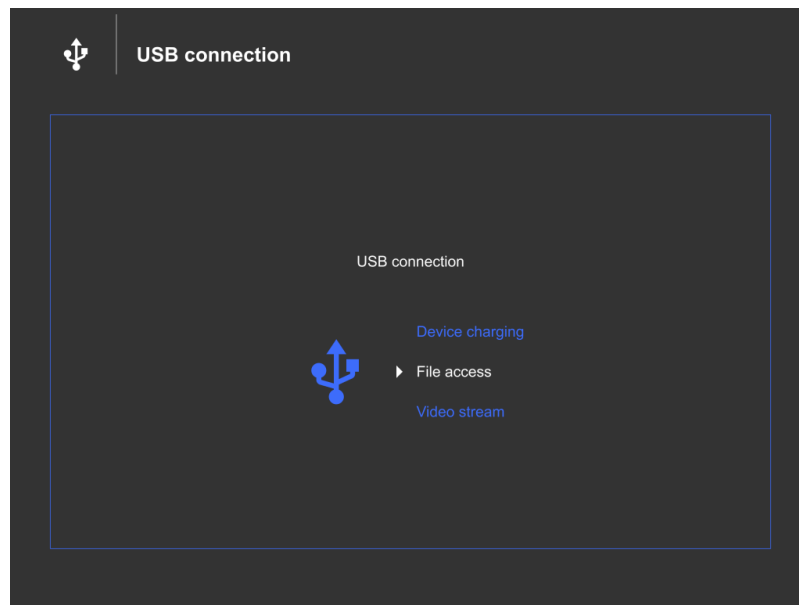 USB connection
USB connection
Device charging
File access
Video stream